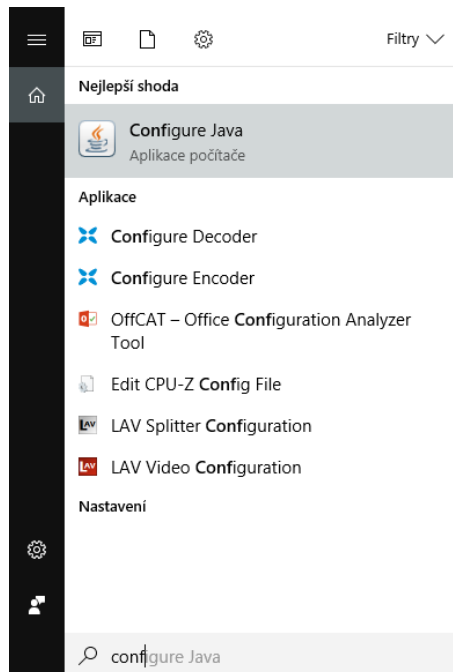 Filtry
Nejlepší shoda
Configure Java
Aplikace počítače
Aplikace
Configure Decoder
Configure Encoder
OffCAT – Office Configuration Analyzer
Tool
Edit CPU-Z Config File
LAV Splitter Configuration
LAV Video Configuration
Nastavení
configure Java